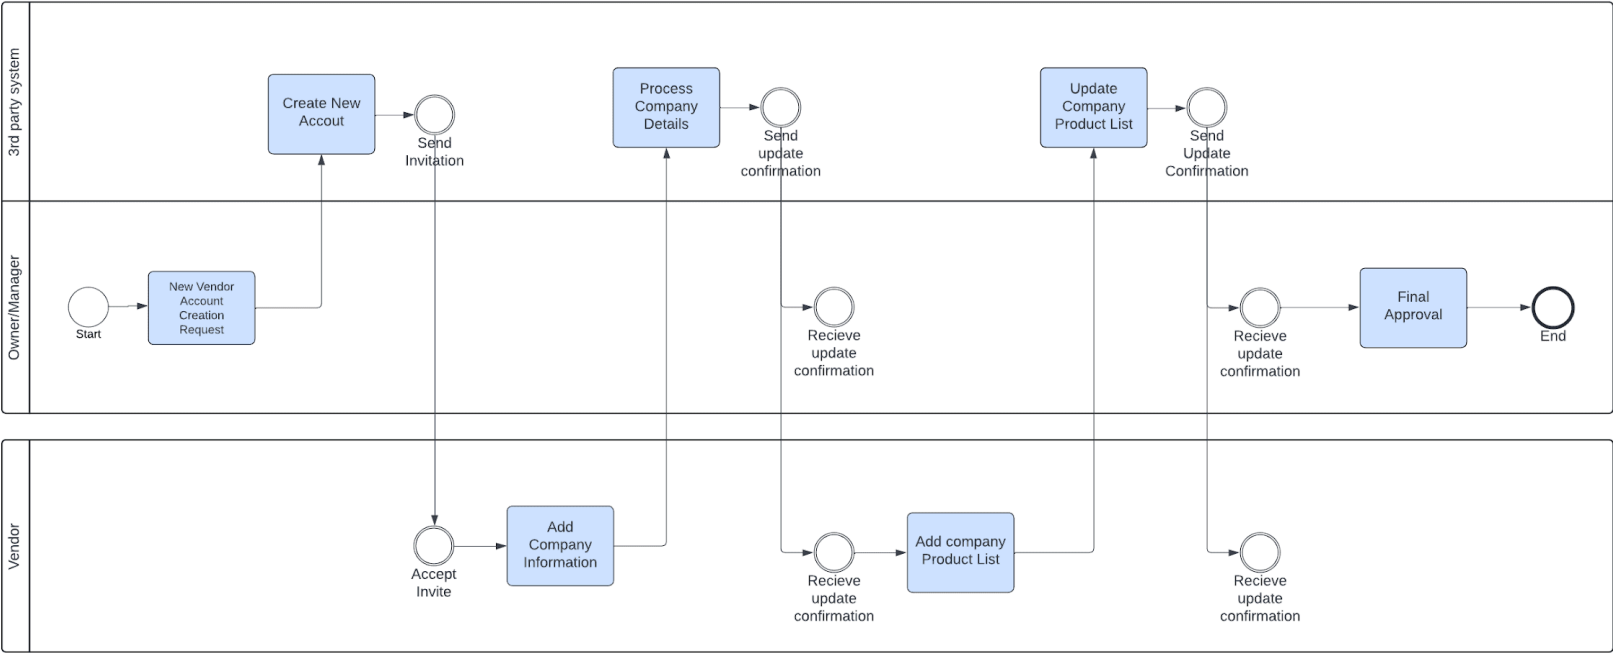 3rd party system
Create New
Accout
Send
Invitation
Process
Company
Details
Send
update
confirmation
Update
Company
Product List
Send
Update
Confirmation
Owner/Manager
Start
New Vendor
Account
Creation
Request
Recieve
update
confirmation
Recieve
update
confirmation
Final
Approval
End
Vendor
Accept
Invite
Add
Company
Information
Recieve
update
confirmation
Add company
Product List
Recieve
update
confirmation